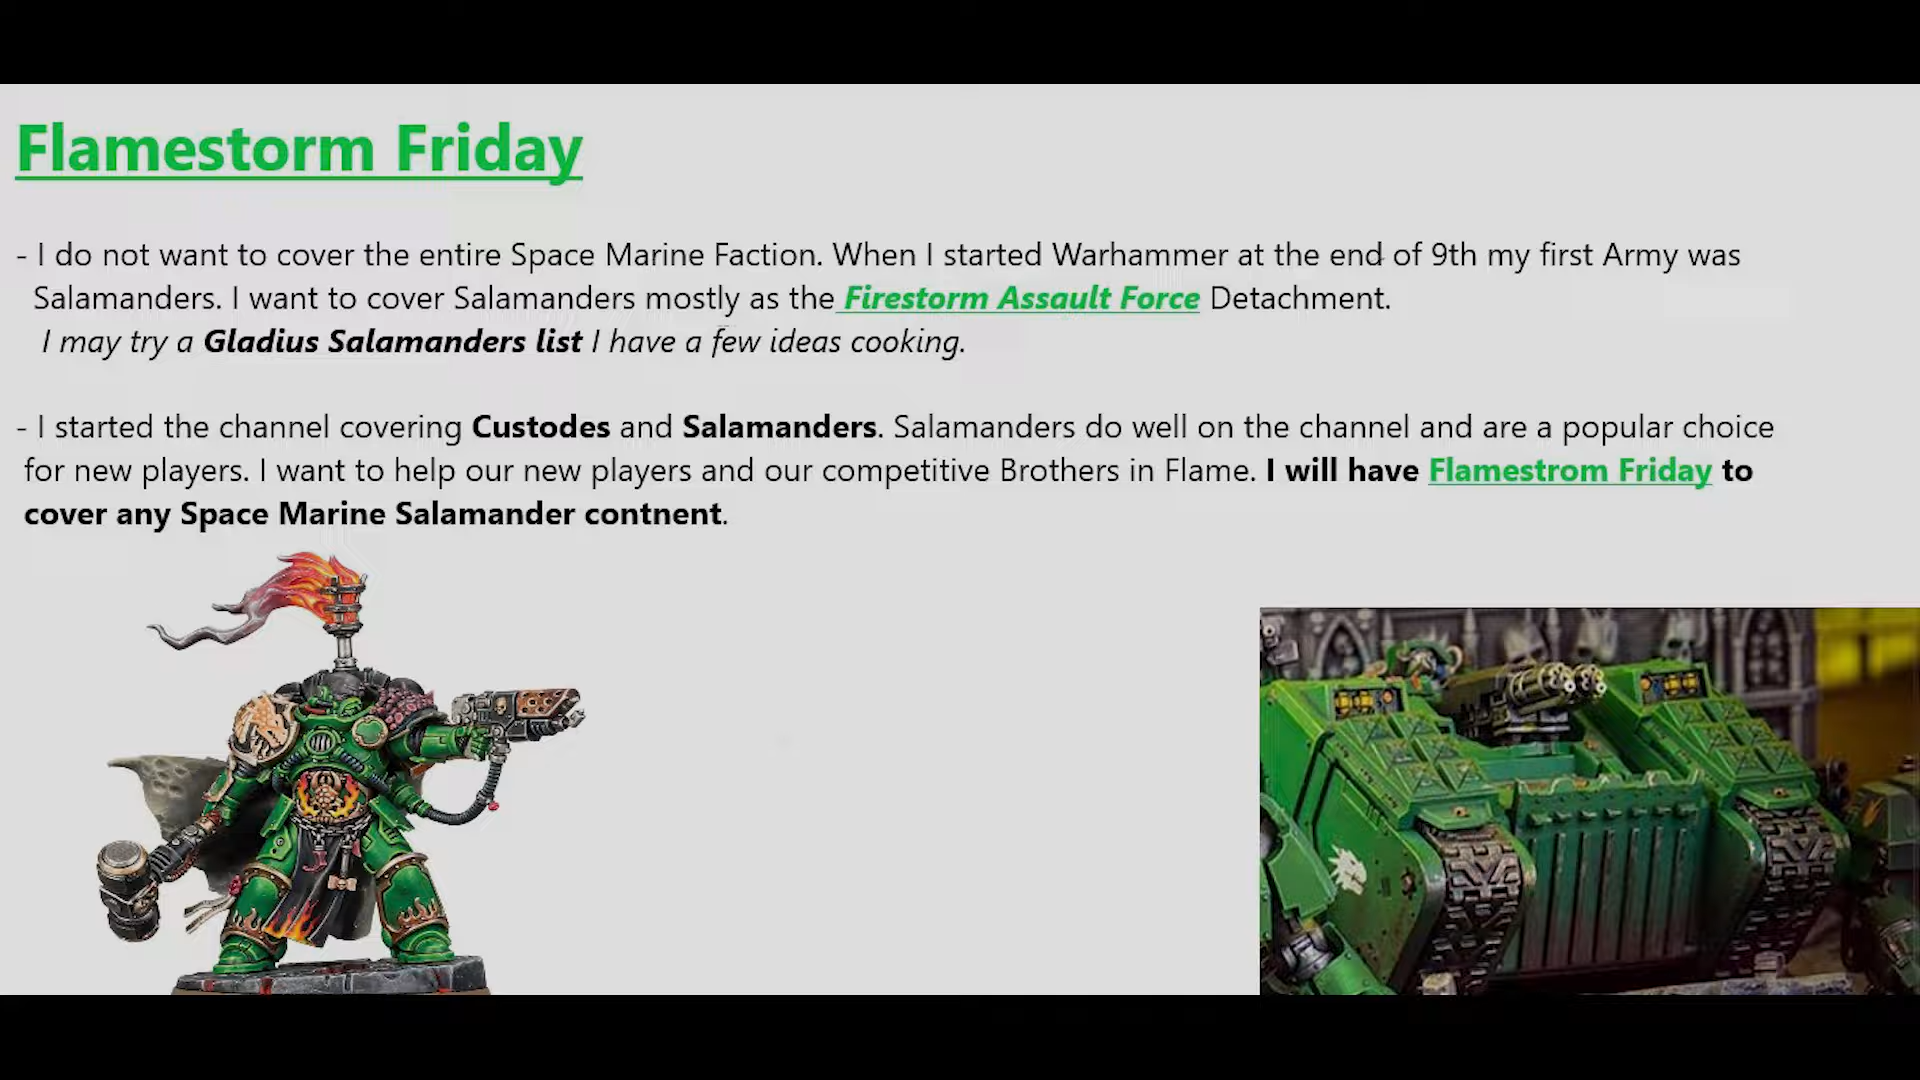 Flamestorm Friday
- I do not want to cover the entire Space Marine Faction. When I started Warhammer at the end of 9th my first Army was
Salamanders. I want to cover Salamanders mostly as the Firestorm Assault Force Detachment.
I may try a Gladius Salamanders list I have a few ideas cooking.
- I started the channel covering Custodes and Salamanders. Salamanders do well on the channel and are a popular choice
for new players. I want to help our new players and our competitive Brothers in Flame. I will have Flamestrom Friday to
cover any Space Marine Salamander contnent.